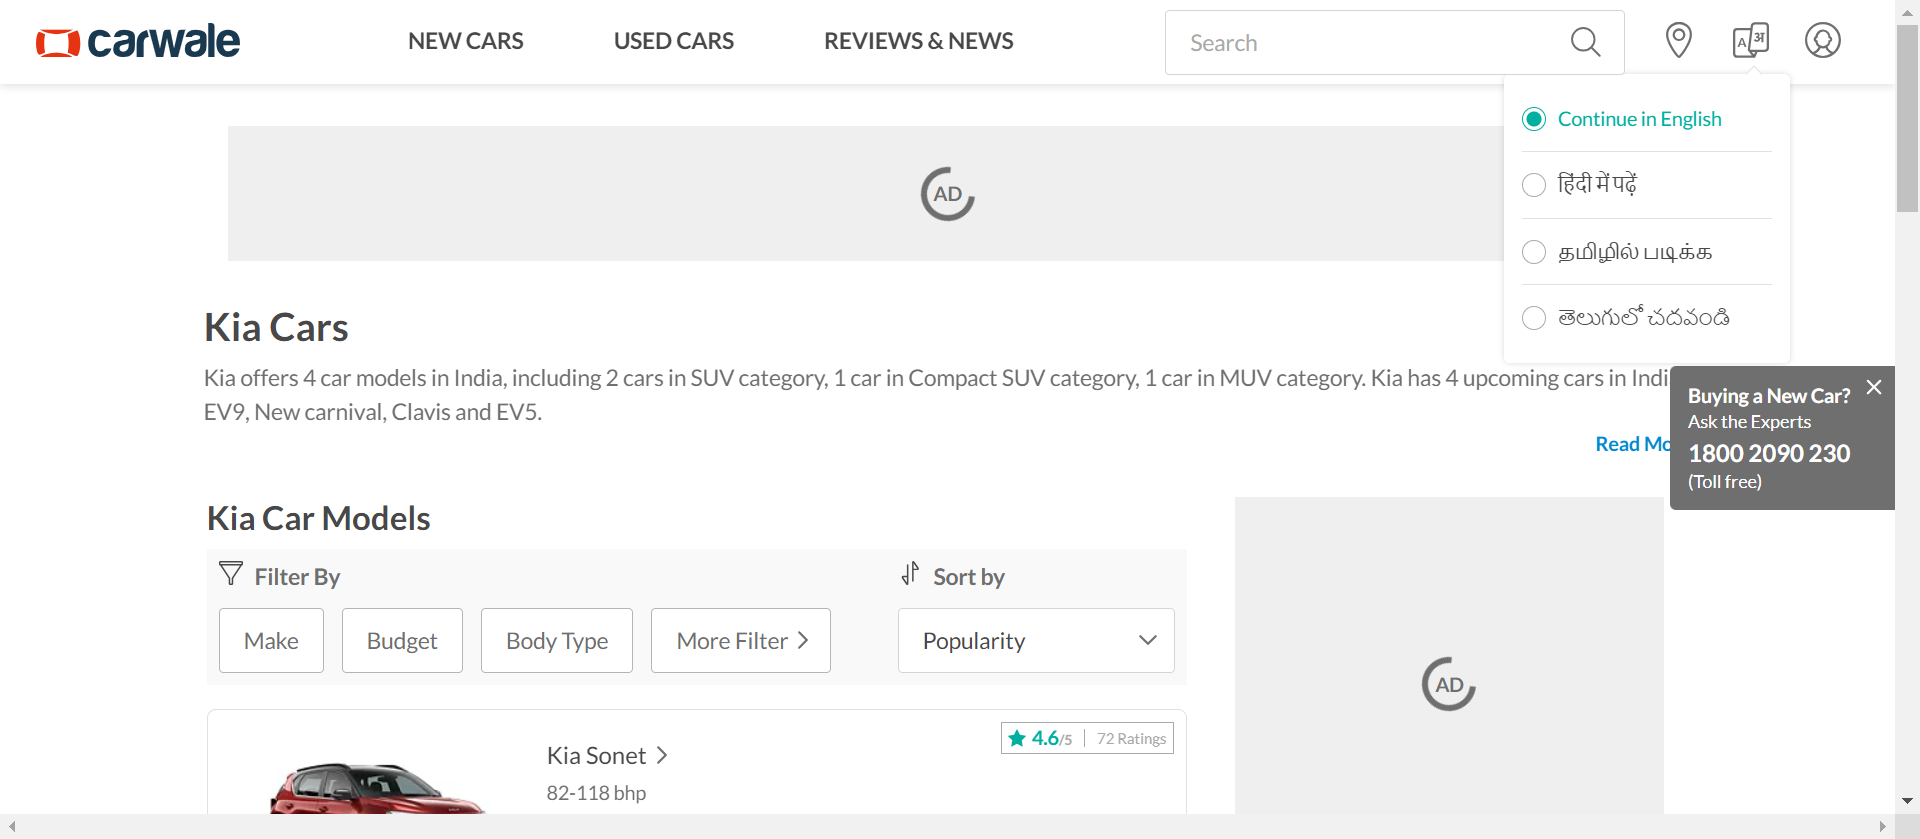 carwale
NEW CARS
USED CARS
REVIEWS & NEWS
Search
A अ
Continue in English
हिंदी में पढ़ें
தமிழில் படிக்க
తెలుగులో చదవండి
AD
Kia Cars
Kia offers 4 car models in India, including 2 cars in SUV category, 1 car in Compact SUV category, 1 car in MUV category. Kia has 4 upcoming cars in Indi
EV9, New carnival, Clavis and EV5.
Read Mo
Buying a New Car?
Ask the Experts
1800 2090 230
(Toll free)
Kia Car Models
Filter By
Sort by
Make
Budget
Body Type
More Filter
Popularity
AD
Kia Sonet
4.6/5
72 Ratings
82-118 bhp